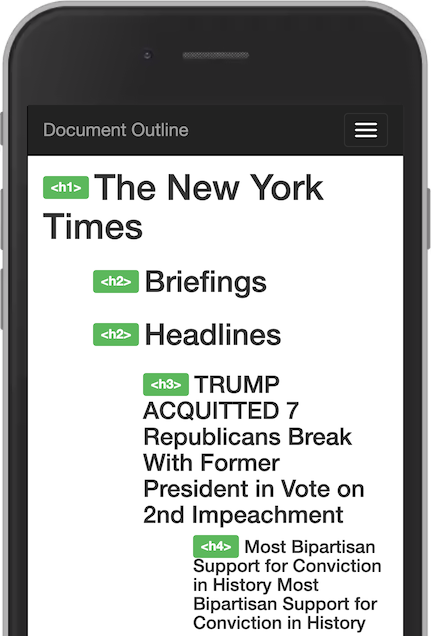 Document Outline
<h1> The New York
Times
<h2> Briefings
<h2> Headlines
<h3> TRUMP
ACQUITTED 7
Republicans Break
With Former
President in Vote on
2nd Impeachment
<h4> Most Bipartisan
Support for Conviction
in History Most
Bipartisan Support for
Conviction in History